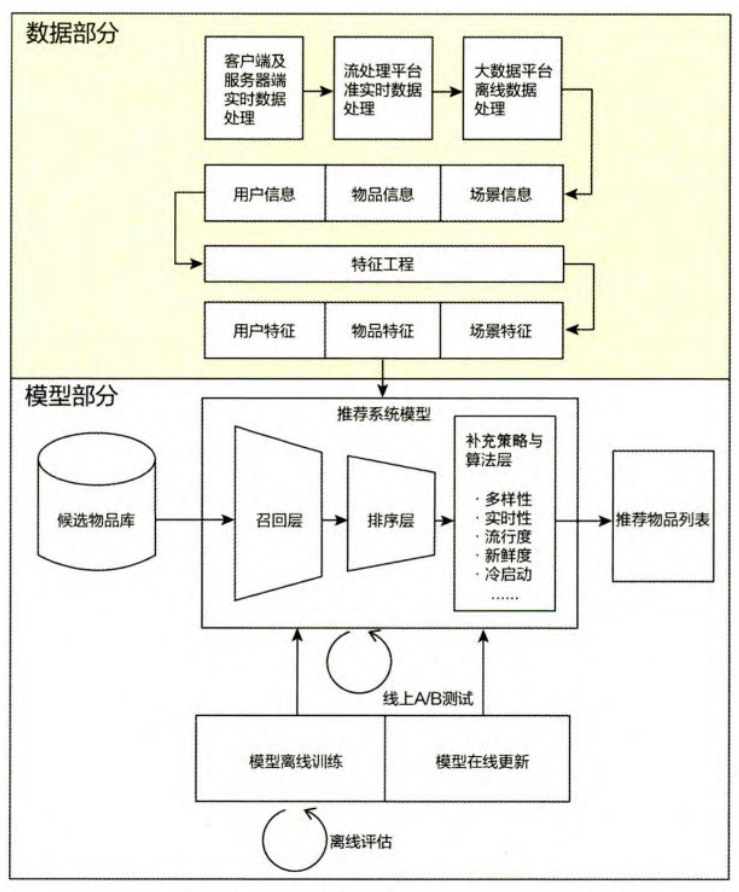 数据部分
客户端及
服务器端
实时数据
处理
流处理平台
准实时数据
处理
大数据平台
离线数据
处理
用户信息
物品信息
场景信息
特征工程
用户特征
物品特征
场景特征
模型部分
推荐系统模型
候选物品库
召回层
排序层
补充策略与
算法层
·多样性
·实时性
·流行度
·新鲜度
·冷启动
……
推荐物品列表
线上A/B测试
模型离线训练
模型在线更新
离线评估